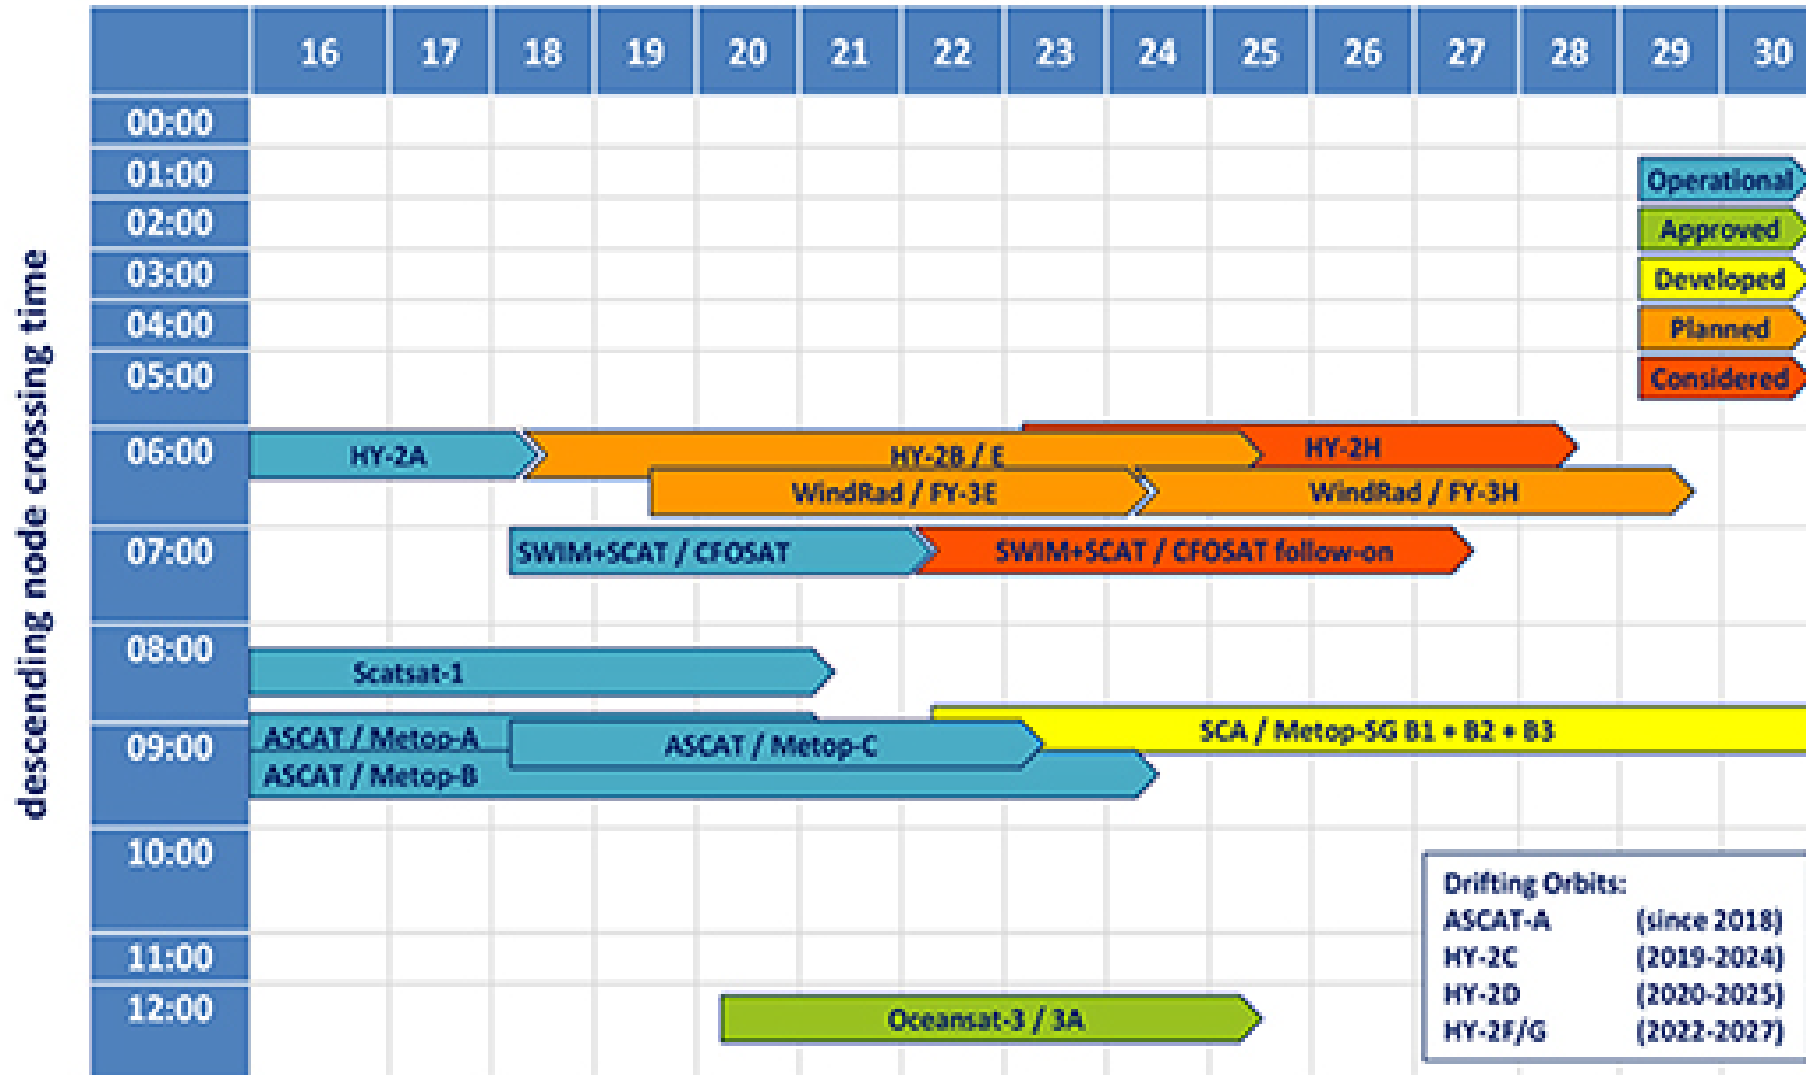 16 17 18 19 20 21 22 23 24 25 26 27 28 29 30
descending node crossing time
00:00
01:00
Operational
02:00
Approved
03:00
Developed
04:00
Planned
05:00
Considered
06:00
HY-2A
HY-2B / E
HY-2H
WindRad / FY-3E
WindRad / FY-3H
07:00
SWIM+SCAT / CFOSAT
SWIM+SCAT / CFOSAT follow-on
08:00
Scatsat-1
09:00
ASCAT / Metop-A
ASCAT / Metop-C
SCA / Metop-SG B1 + B2 + B3
ASCAT / Metop-B
10:00
11:00
12:00
Oceansat-3 / 3A
Drifting Orbits:
ASCAT-A (since 2018)
HY-2C (2019-2024)
HY-2D (2020-2025)
HY-2F/G (2022-2027)